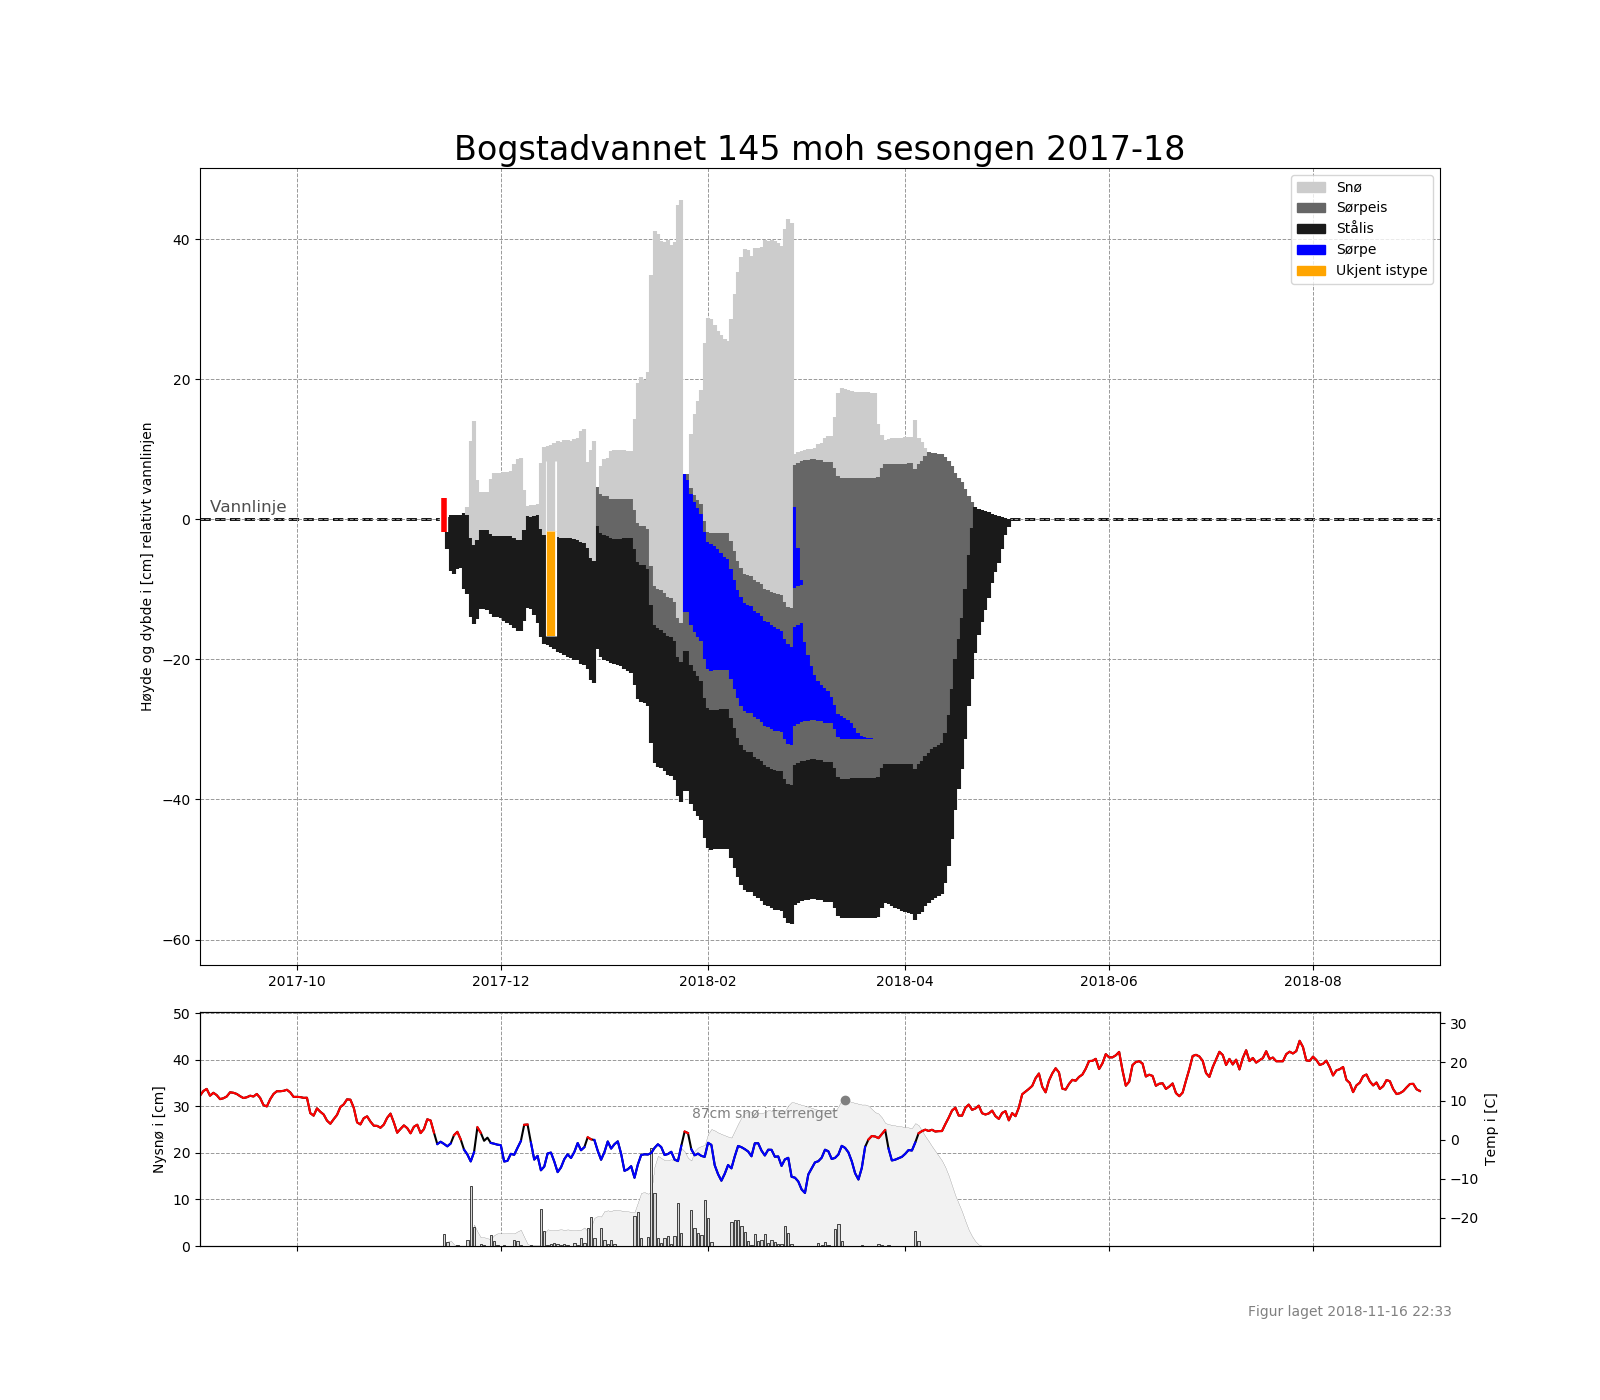 Bogstadvannet 145 moh sesongen 2017-18
Snø
Sørpeis
Stålis
Sørpe
Ukjent istype
Høyde og dybde i [cm] relativt vannlinjen
40
20
0
−20
−40
−60
Vannlinje
2017-10
2017-12
2018-02
2018-04
2018-06
2018-08
Nysnø i [cm]
50
40
30
20
10
0
87cm snø i terrenget
30
20
10
0
−10
−20
Temp i [C]
Figur laget 2018-11-16 22:33